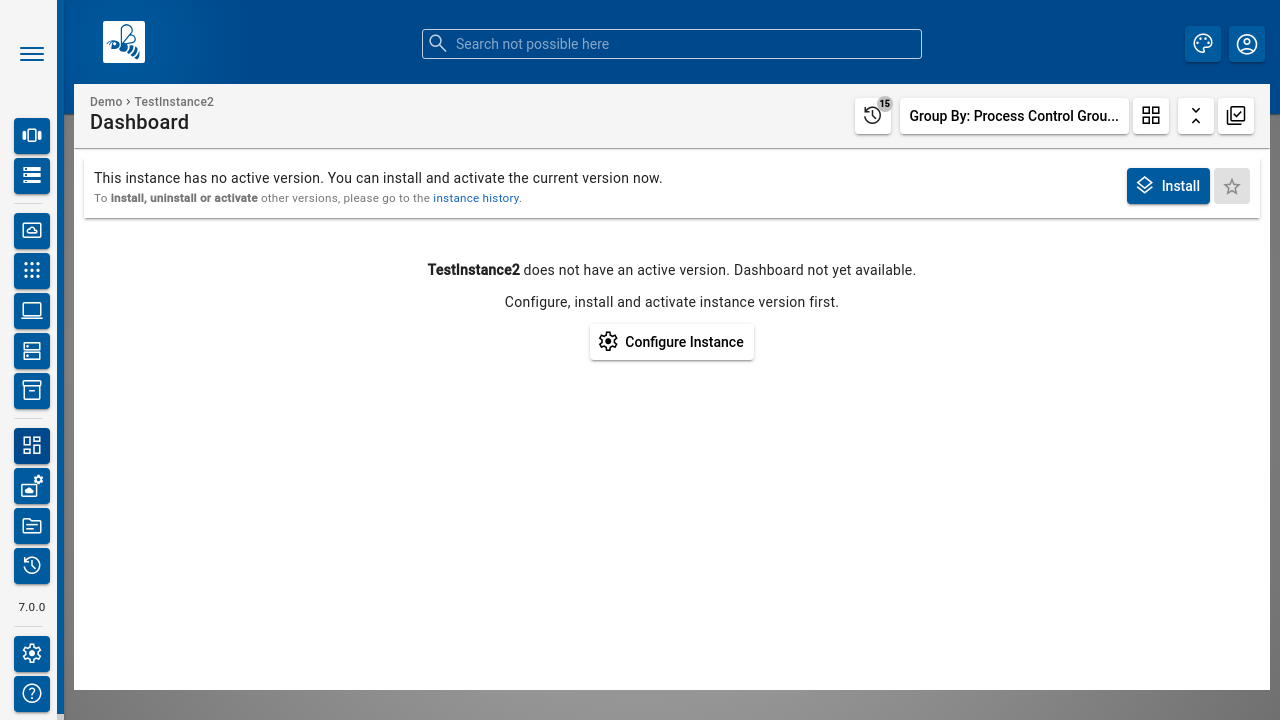 Search not possible here
Demo › TestInstance2
Dashboard
15
Group By: Process Control Grou...
This instance has no active version. You can install and activate the current version now.
To install, uninstall or activate other versions, please go to the instance history.
Install
TestInstance2 does not have an active version. Dashboard not yet available.
Configure, install and activate instance version first.
Configure Instance
7.0.0